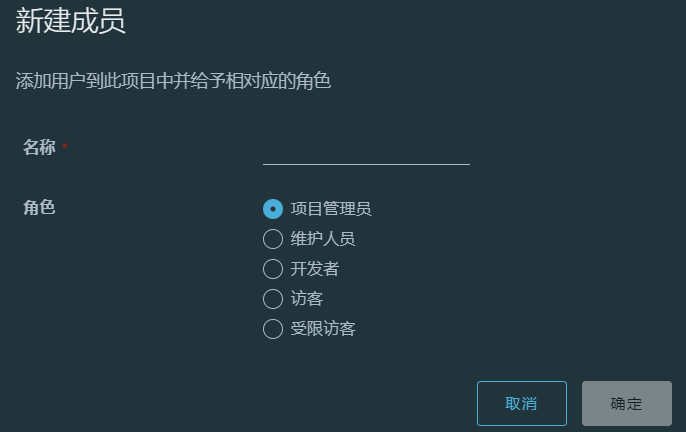 新建成员
添加用户到此项目中并给予相对应的角色
名称 *
角色
项目管理员
维护人员
开发者
访客
受限访客
取消
确定